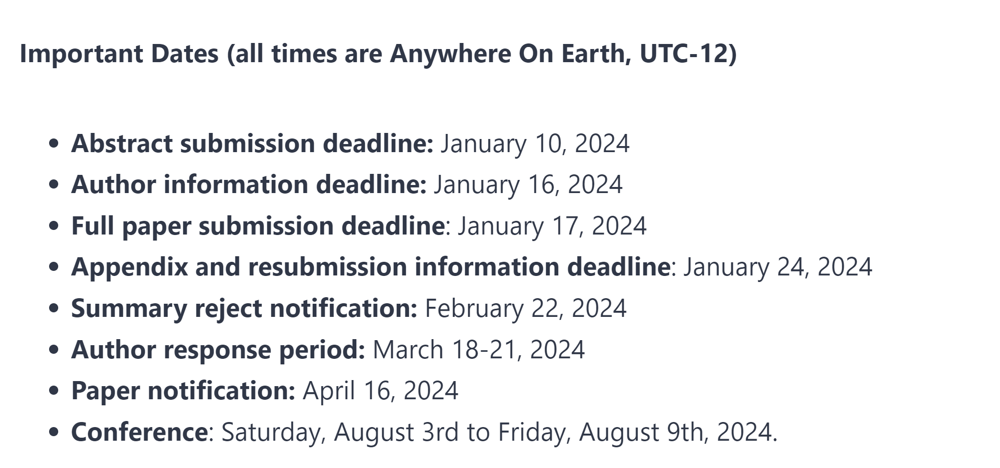 Important Dates (all times are Anywhere On Earth, UTC-12)
• Abstract submission deadline: January 10, 2024
• Author information deadline: January 16, 2024
• Full paper submission deadline: January 17, 2024
• Appendix and resubmission information deadline: January 24, 2024
• Summary reject notification: February 22, 2024
• Author response period: March 18-21, 2024
• Paper notification: April 16, 2024
• Conference: Saturday, August 3rd to Friday, August 9th, 2024.